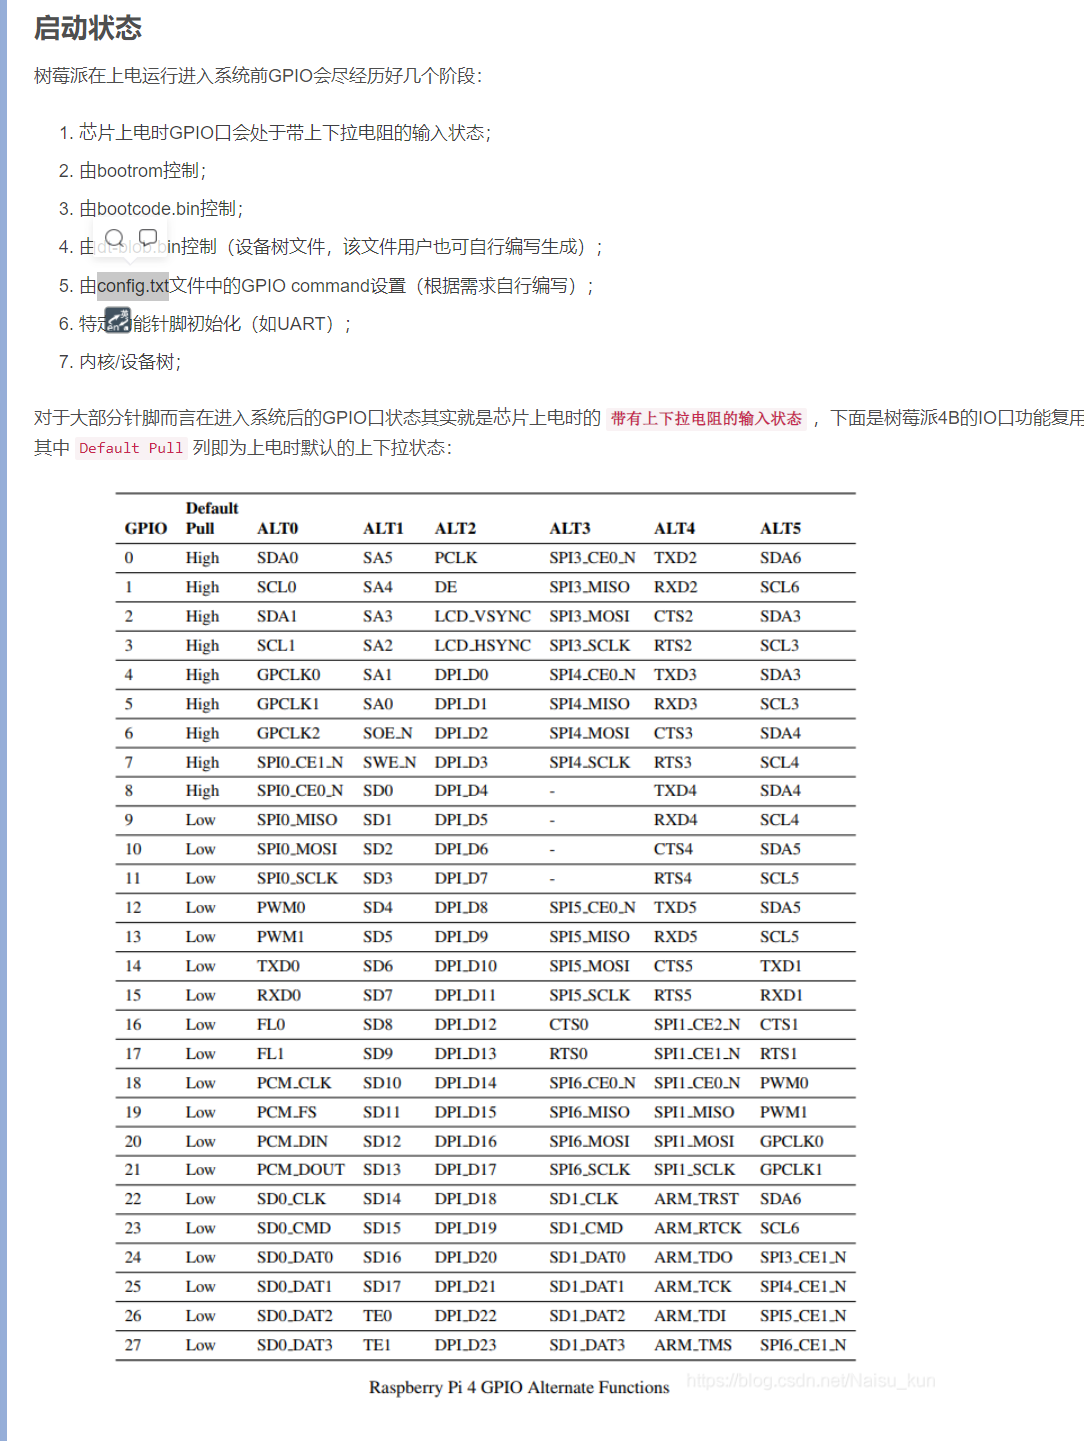 启动状态
树莓派在上电运行进入系统前GPIO会尽经历好几个阶段：
1. 芯片上电时GPIO口会处于带上下拉电阻的输入状态；
2. 由bootrom控制；
3. 由bootcode.bin控制；
4. 由dt-blob.bin控制（设备树文件，该文件用户也可自行编写生成）；
5. 由config.txt文件中的GPIO command设置（根据需求自行编写）；
6. 特定能针脚初始化（如UART）；
7. 内核/设备树；
对于大部分针脚而言在进入系统后的GPIO口状态其实就是芯片上电时的 带有上下拉电阻的输入状态 ，下面是树莓派4B的IO口功能复用
其中 Default Pull 列即为上电时默认的上下拉状态：
Default
GPIO Pull ALT0 ALT1 ALT2 ALT3 ALT4 ALT5
0 High SDA0 SA5 PCLK SPI3_CE0_N TXD2 SDA6
1 High SCL0 SA4 DE SPI3_MISO RXD2 SCL6
2 High SDA1 SA3 LCD_VSYNC SPI3_MOSI CTS2 SDA3
3 High SCL1 SA2 LCD_HSYNC SPI3_SCLK RTS2 SCL3
4 High GPCLK0 SA1 DPI_D0 SPI4_CE0_N TXD3 SDA3
5 High GPCLK1 SA0 DPI_D1 SPI4_MISO RXD3 SCL3
6 High GPCLK2 SOE_N DPI_D2 SPI4_MOSI CTS3 SDA4
7 High SPI0_CE1_N SWE_N DPI_D3 SPI4_SCLK RTS3 SCL4
8 High SPI0_CE0_N SD0 DPI_D4 - TXD4 SDA4
9 Low SPI0_MISO SD1 DPI_D5 - RXD4 SCL4
10 Low SPI0_MOSI SD2 DPI_D6 - CTS4 SDA5
11 Low SPI0_SCLK SD3 DPI_D7 - RTS4 SCL5
12 Low PWM0 SD4 DPI_D8 SPI5_CE0_N TXD5 SDA5
13 Low PWM1 SD5 DPI_D9 SPI5_MISO RXD5 SCL5
14 Low TXD0 SD6 DPI_D10 SPI5_MOSI CTS5 TXD1
15 Low RXD0 SD7 DPI_D11 SPI5_SCLK RTS5 RXD1
16 Low FL0 SD8 DPI_D12 CTS0 SPI1_CE2_N CTS1
17 Low FL1 SD9 DPI_D13 RTS0 SPI1_CE1_N RTS1
18 Low PCM_CLK SD10 DPI_D14 SPI6_CE0_N SPI1_CE0_N PWM0
19 Low PCM_FS SD11 DPI_D15 SPI6_MISO SPI1_MISO PWM1
20 Low PCM_DIN SD12 DPI_D16 SPI6_MOSI SPI1_MOSI GPCLK0
21 Low PCM_DOUT SD13 DPI_D17 SPI6_SCLK SPI1_SCLK GPCLK1
22 Low SD0_CLK SD14 DPI_D18 SD1_CLK ARM_TRST SDA6
23 Low SD0_CMD SD15 DPI_D19 SD1_CMD ARM_RTCK SCL6
24 Low SD0_DAT0 SD16 DPI_D20 SD1_DAT0 ARM_TDO SPI3_CE1_N
25 Low SD0_DAT1 SD17 DPI_D21 SD1_DAT1 ARM_TCK SPI4_CE1_N
26 Low SD0_DAT2 TE0 DPI_D22 SD1_DAT2 ARM_TDI SPI5_CE1_N
27 Low SD0_DAT3 TE1 DPI_D23 SD1_DAT3 ARM_TMS SPI6_CE1_N
Raspberry Pi 4 GPIO Alternate Functions
https://blog.csdn.net/Naisu_kun